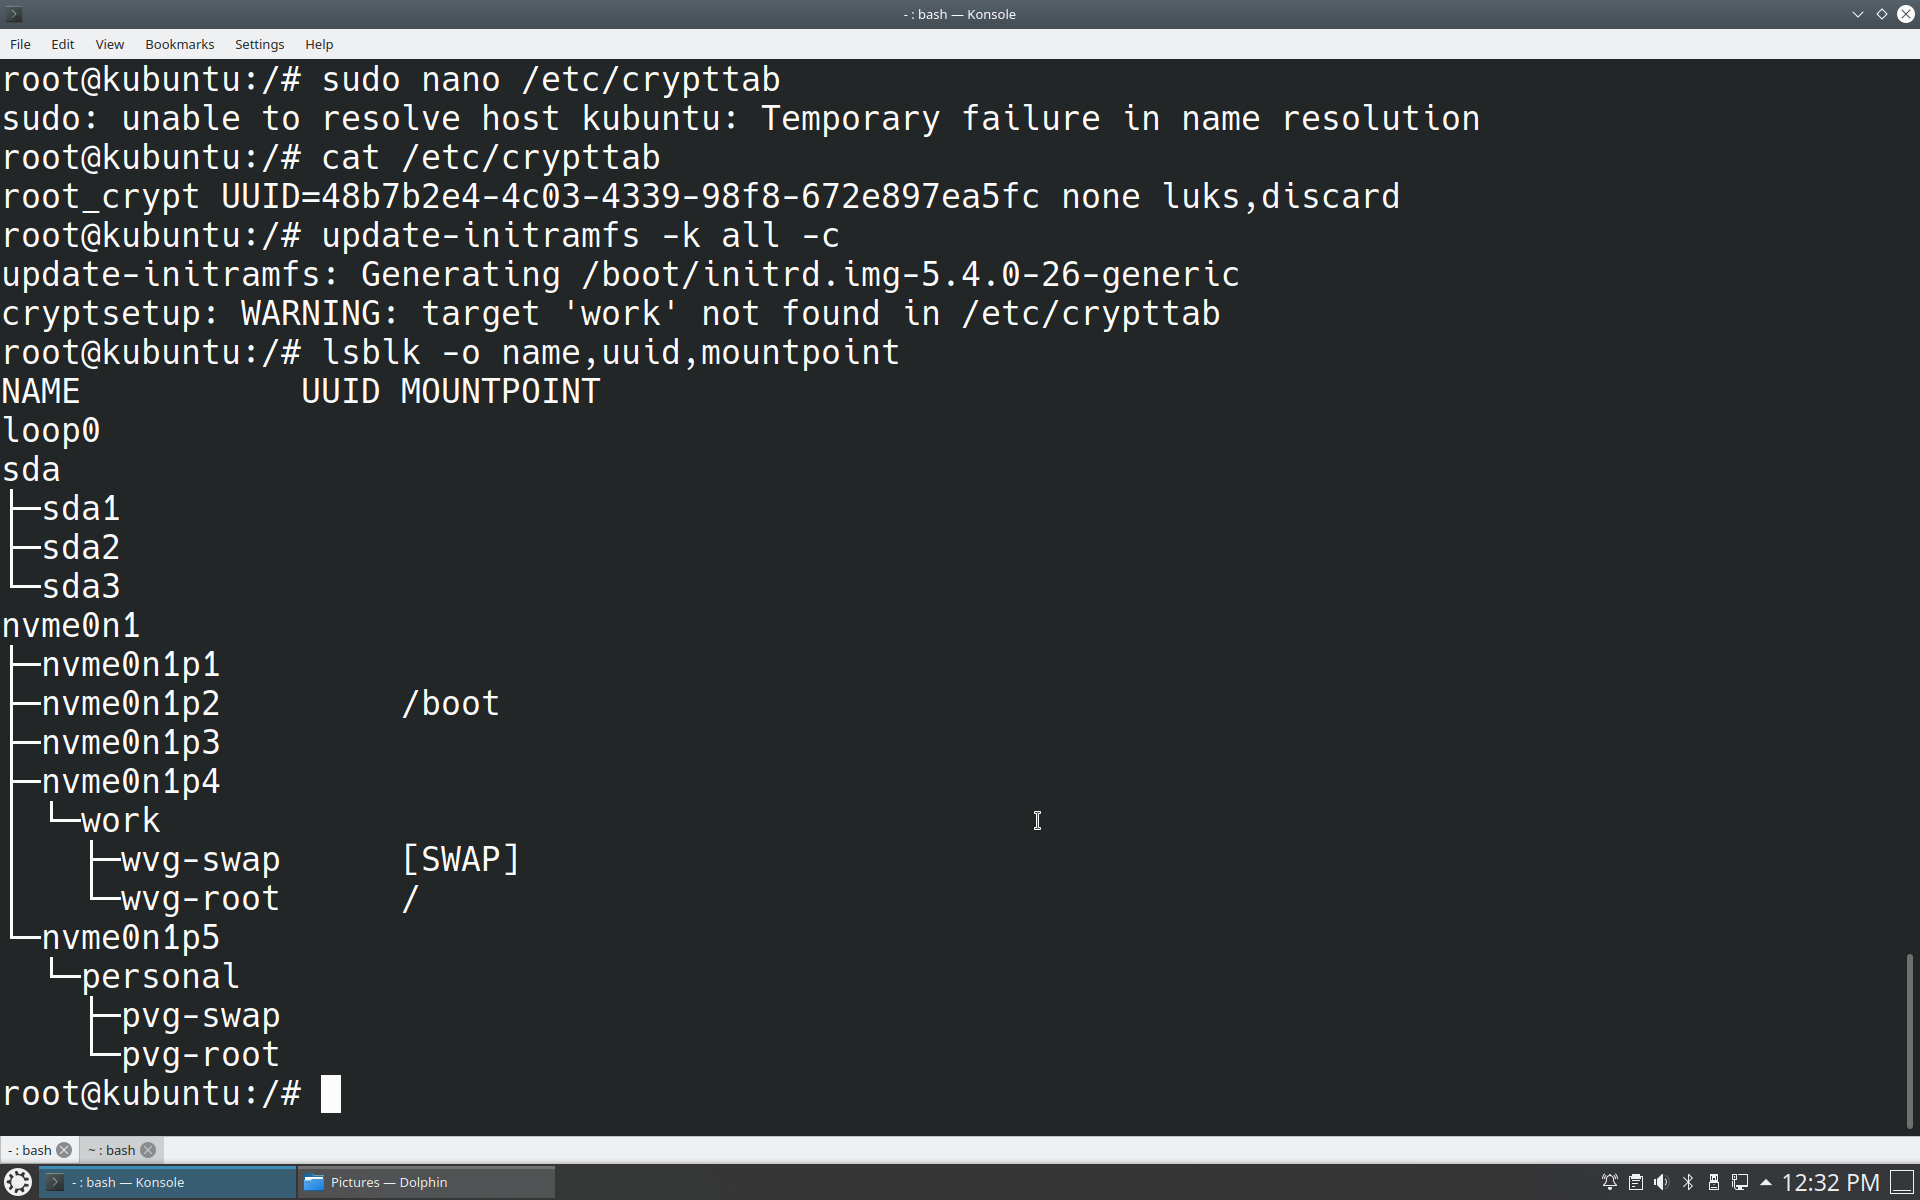 - : bash — Konsole
File Edit View Bookmarks Settings Help
root@kubuntu:/# sudo nano /etc/crypttab
sudo: unable to resolve host kubuntu: Temporary failure in name resolution
root@kubuntu:/# cat /etc/crypttab
root_crypt UUID=48b7b2e4-4c03-4339-98f8-672e897ea5fc none luks,discard
root@kubuntu:/# update-initramfs -k all -c
update-initramfs: Generating /boot/initrd.img-5.4.0-26-generic
cryptsetup: WARNING: target 'work' not found in /etc/crypttab
root@kubuntu:/# lsblk -o name,uuid,mountpoint
NAME           UUID MOUNTPOINT
loop0
sda
├─sda1
├─sda2
└─sda3
nvme0n1
├─nvme0n1p1
├─nvme0n1p2         /boot
├─nvme0n1p3
├─nvme0n1p4
│ └─work
│   ├─wvg-swap      [SWAP]
│   └─wvg-root      /
└─nvme0n1p5
  └─personal
    ├─pvg-swap
    └─pvg-root
root@kubuntu:/#
- : bash ~ : bash
- : bash — Konsole Pictures — Dolphin 12:32 PM